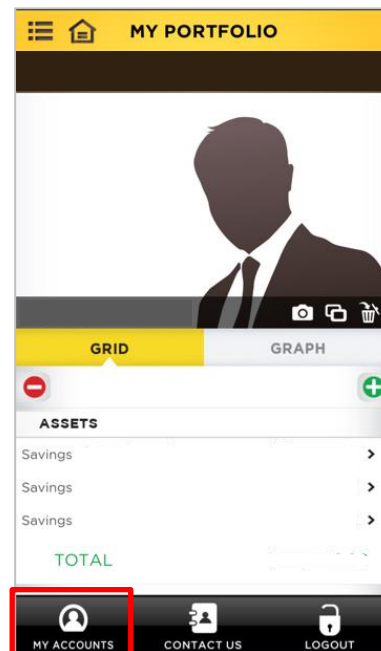 MY PORTFOLIO
GRID GRAPH
ASSETS
Savings
Savings
Savings
TOTAL
MY ACCOUNTS CONTACT US LOGOUT